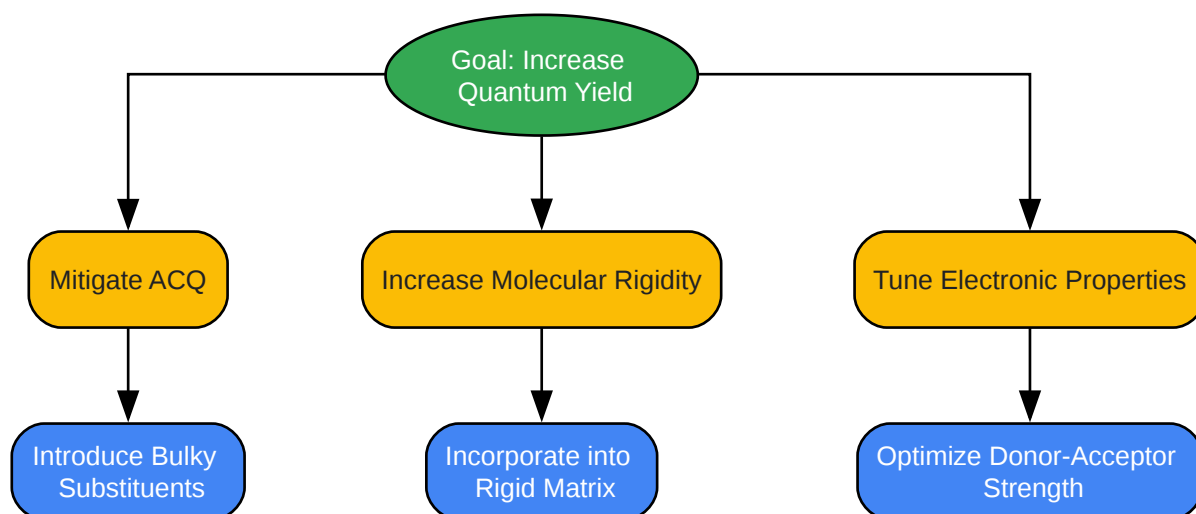 Goal: Increase
Quantum Yield
Mitigate ACQ
Increase Molecular Rigidity
Tune Electronic Properties
Introduce Bulky
Substituents
Incorporate into
Rigid Matrix
Optimize Donor-Acceptor
Strength